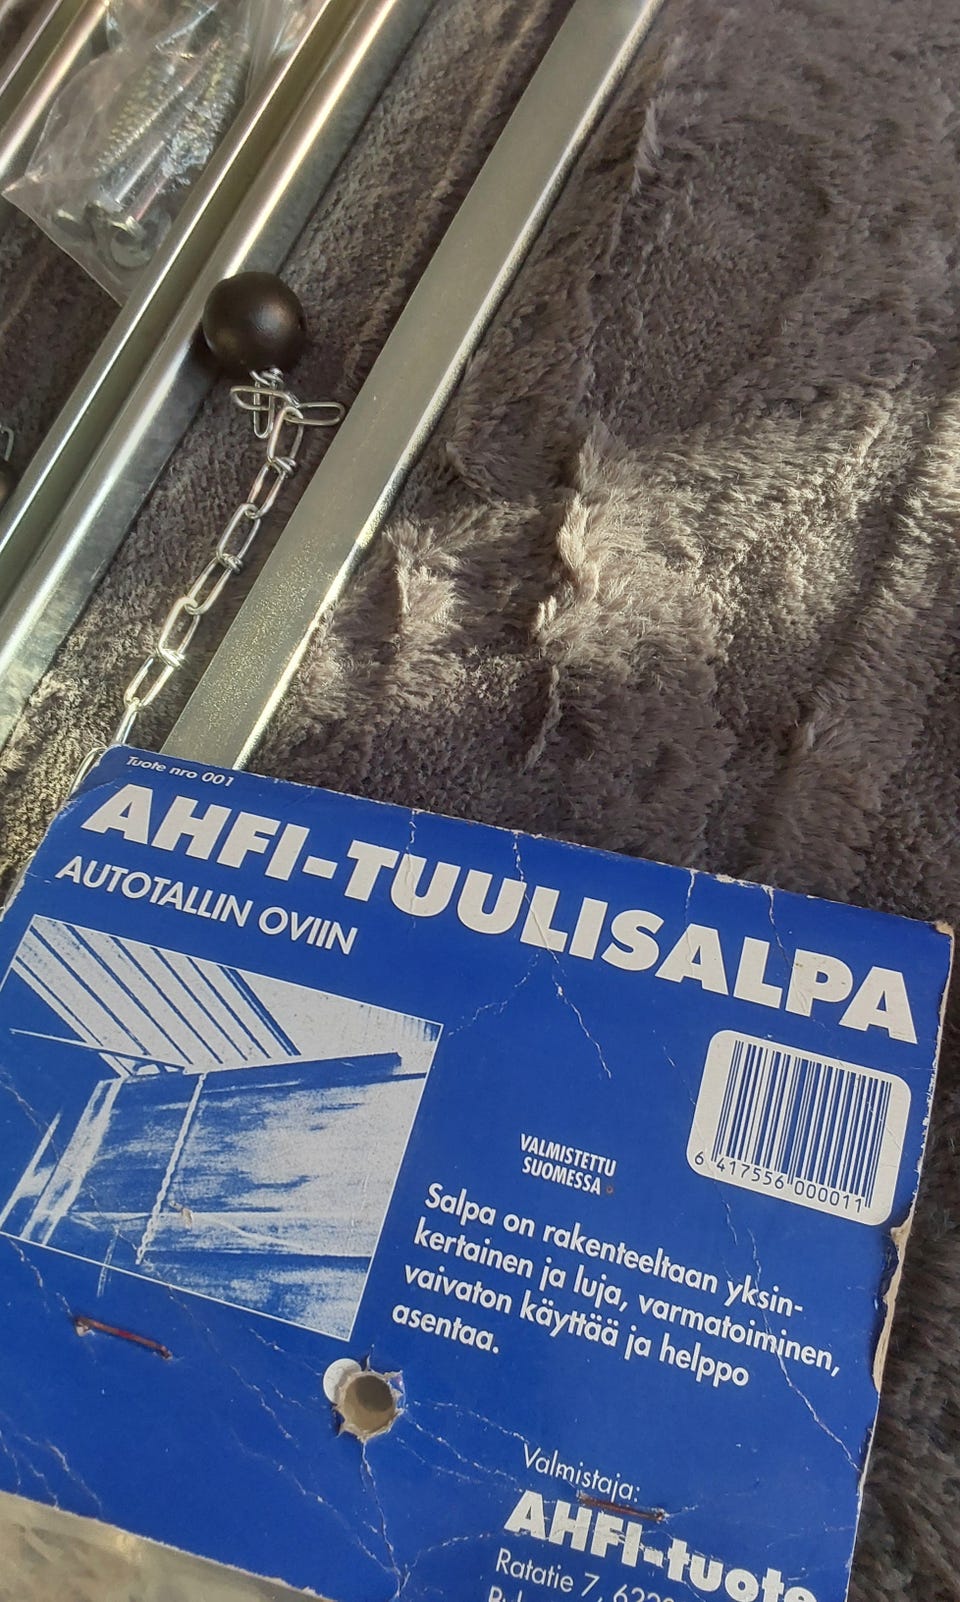 Tuote nro 001
AHFI-TUULISALPA
AUTOTALLIN OVIIN
6 417556 000011
VALMISTETTU
SUOMESSA
Salpa on rakenteeltaan yksin-
kertainen ja luja, varmatoiminen,
vaivaton käyttää ja helppo
asentaa.
Valmistaja:
AHFI-tuote
Ratatie 7,